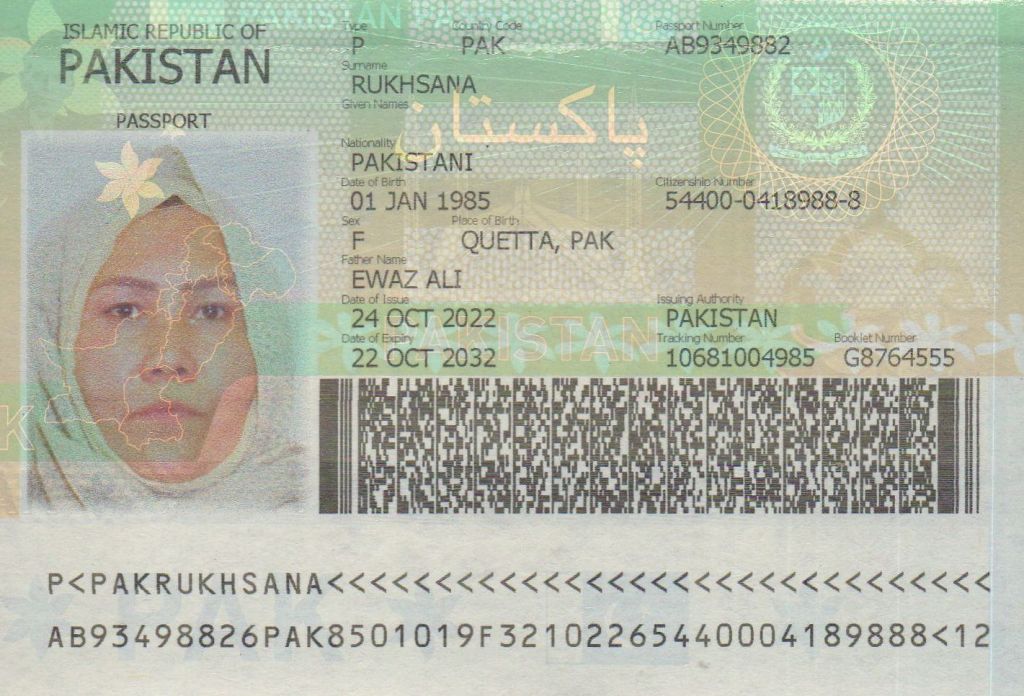 ISLAMIC REPUBLIC OF
PAKISTAN
PASSPORT
Type
P
Country Code
PAK
Passport Number
AB9349882
Surname
RUKHSANA
Given Names
پاکستان
Nationality
PAKISTANI
Date of Birth
01 JAN 1985
Citizenship Number
54400-0418988-8
Sex
F
Place of Birth
QUETTA, PAK
Father Name
EWAZ ALI
Date of Issue
24 OCT 2022
Issuing Authority
PAKISTAN
Date of Expiry
22 OCT 2032
Tracking Number
10681004985
Booklet Number
G8764555
PAKISTAN
P<PAKRUKHSANA<<<<<<<<<<<<<<<<<<<<<<<<<<<<<<<
AB93498826PAK8501019F32102265440004189888<12